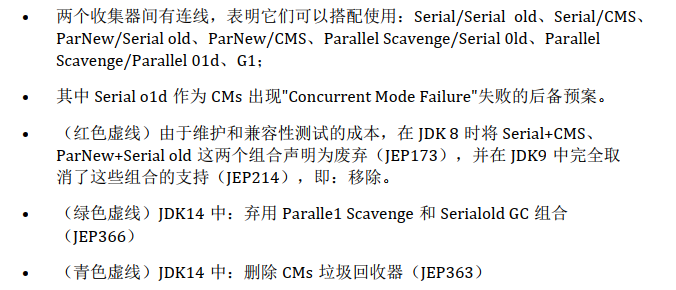 • 两个收集器间有连线，表明它们可以搭配使用：Serial/Serial old、Serial/CMS、
ParNew/Serial old、ParNew/CMS、Parallel Scavenge/Serial 0ld、Parallel
Scavenge/Parallel 01d、G1；
• 其中 Serial o1d 作为 CMs 出现"Concurrent Mode Failure"失败的后备预案。
• （红色虚线）由于维护和兼容性测试的成本，在 JDK 8 时将 Serial+CMS、
ParNew+Serial old 这两个组合声明为废弃（JEP173），并在 JDK9 中完全取
消了这些组合的支持（JEP214），即：移除。
• （绿色虚线）JDK14 中：弃用 Paralle1 Scavenge 和 Serialold GC 组合
（JEP366）
• （青色虚线）JDK14 中：删除 CMs 垃圾回收器（JEP363）